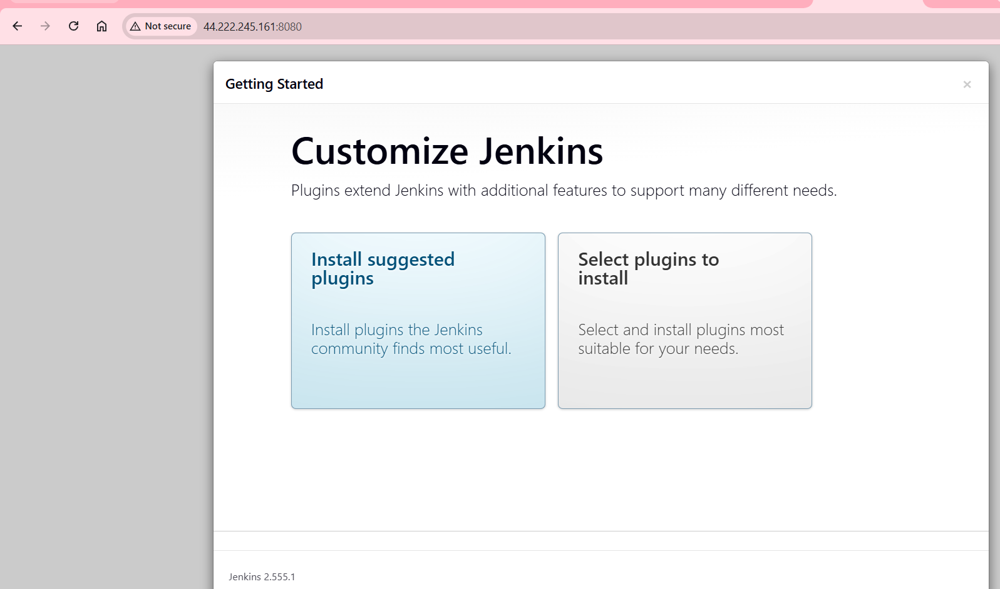 Not secure 44.222.245.161:8080
Getting Started
Customize Jenkins
Plugins extend Jenkins with additional features to support many different needs.
Install suggested
plugins
Install plugins the Jenkins
community finds most useful.
Select plugins to
install
Select and install plugins most
suitable for your needs.
Jenkins 2.555.1